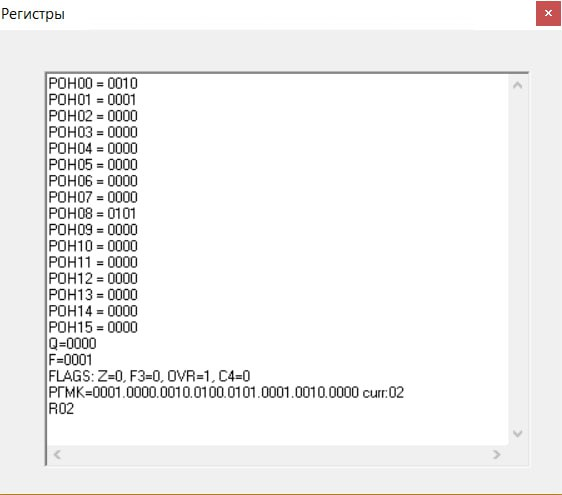 Регистры
РОН00 = 0010
РОН01 = 0001
РОН02 = 0000
РОН03 = 0000
РОН04 = 0000
РОН05 = 0000
РОН06 = 0000
РОН07 = 0000
РОН08 = 0101
РОН09 = 0000
РОН10 = 0000
РОН11 = 0000
РОН12 = 0000
РОН13 = 0000
РОН14 = 0000
РОН15 = 0000
Q=0000
F=0001
FLAGS: Z=0, F3=0, OVR=1, C4=0
РГМК=0001.0000.0010.0100.0101.0001.0010.0000 curr:02
R02